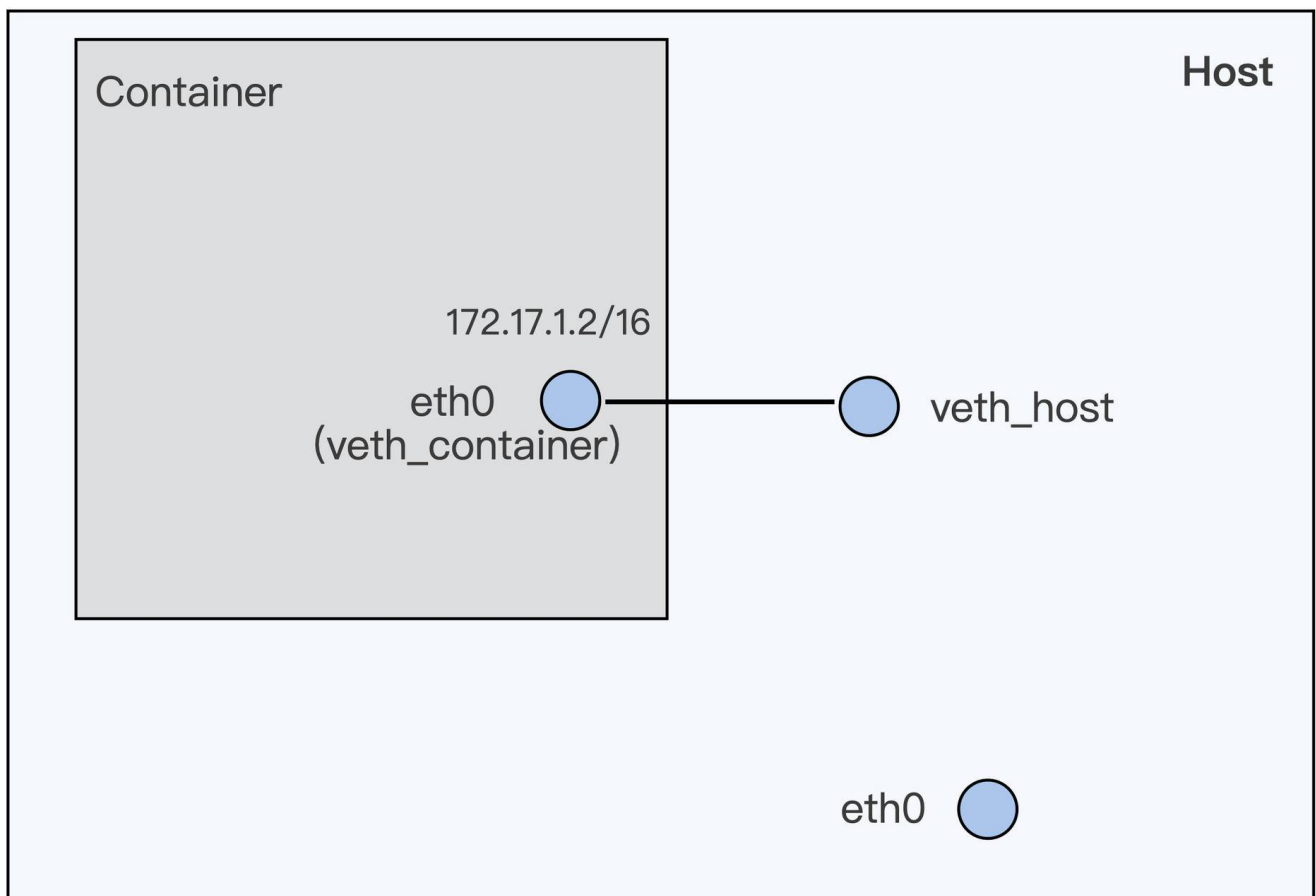 Host
Container
172.17.1.2/16
eth0
(veth_container)
veth_host
eth0